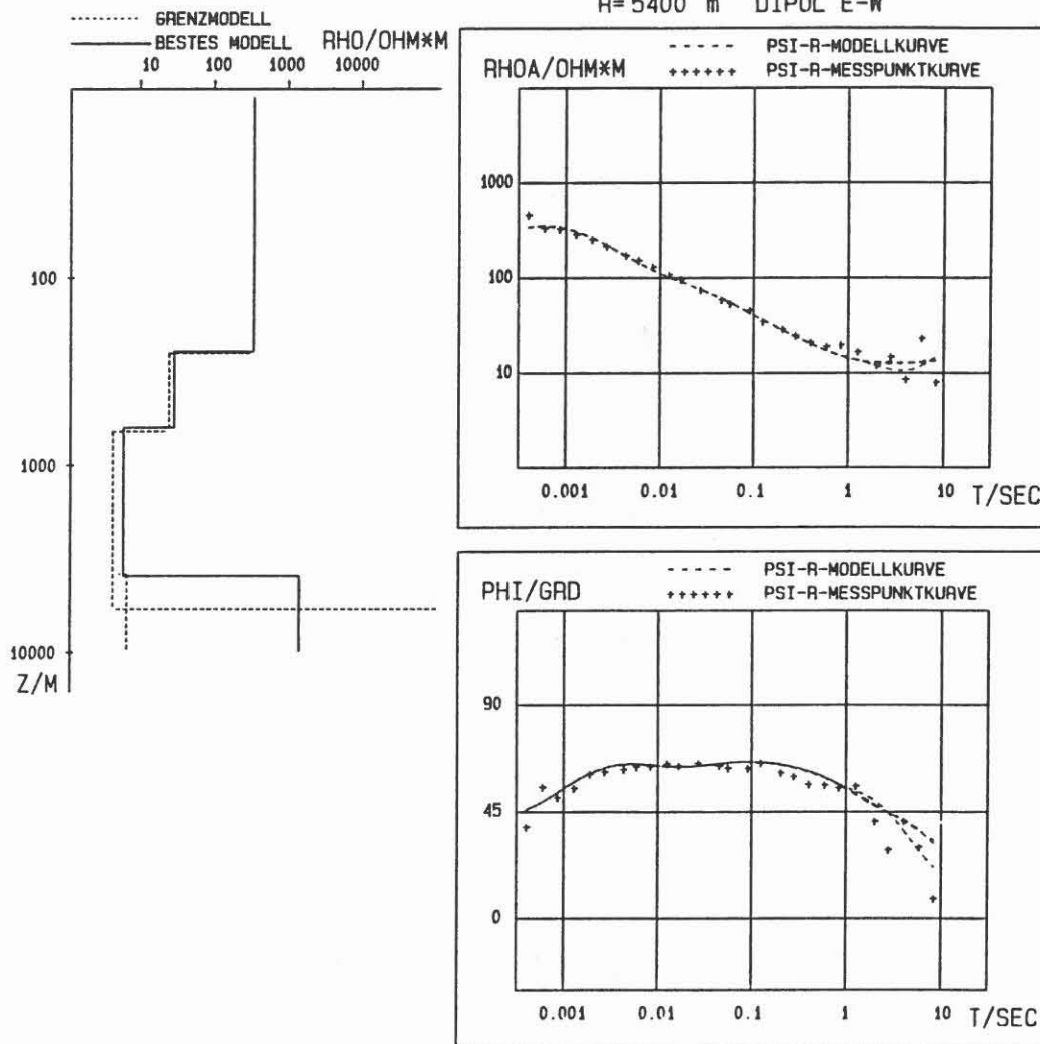 GRENZMODELL
BESTES MODELL
RHO/OHM*M
10 100 1000 10000
100
1000
10000
Z/M
R= 5400 m DIPOL E-W
RHOA/OHM*M
PSI-R-MODELLKURVE
++++++ PSI-R-MESSPUNKTKURVE
1000
100
10
0.001 0.01 0.1 1 10 T/SEC
PHI/GRD
PSI-R-MODELLKURVE
++++++ PSI-R-MESSPUNKTKURVE
90
45
0
0.001 0.01 0.1 1 10 T/SEC